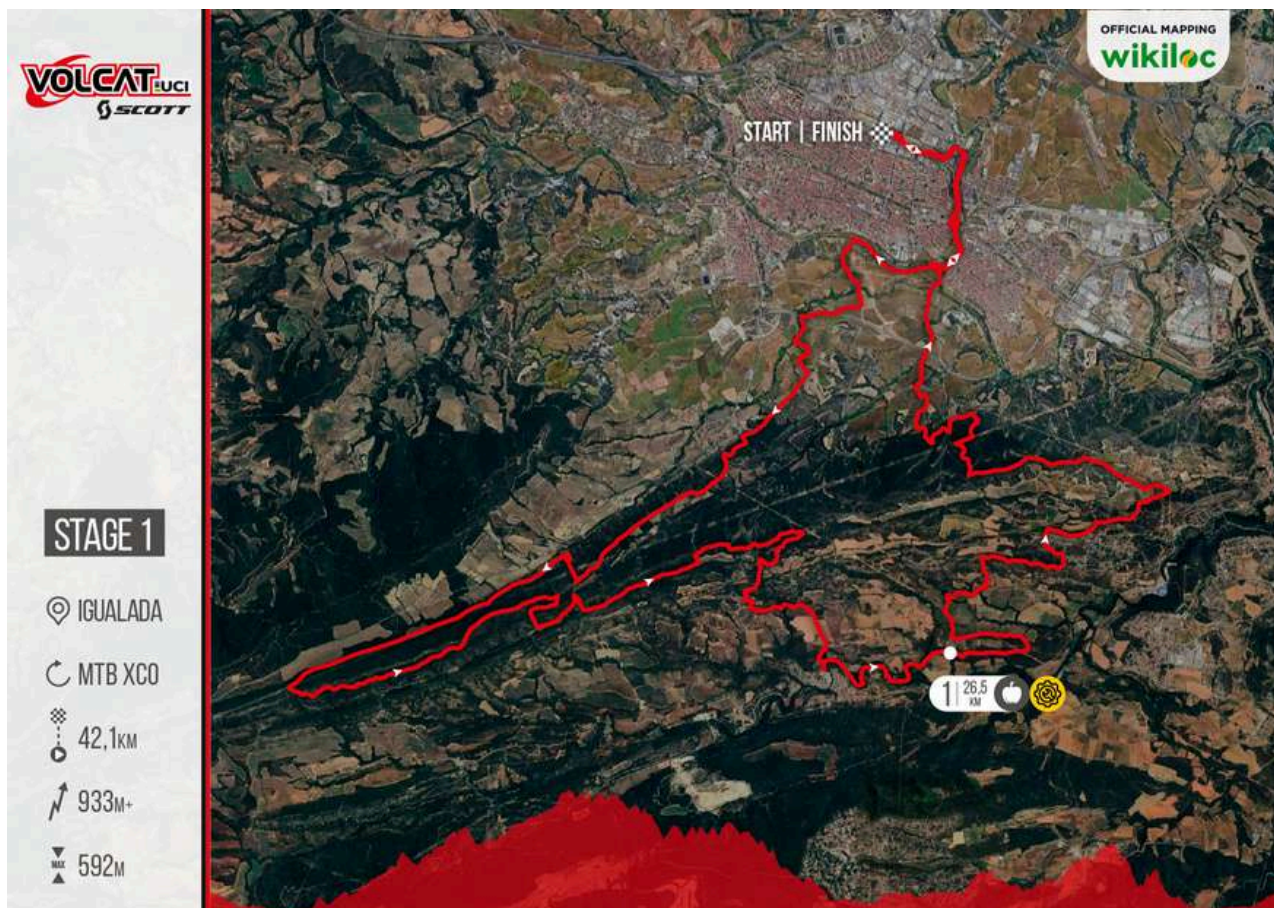 VOLCAT UCI
SCOTT
OFFICIAL MAPPING
wikiloc
START | FINISH
STAGE 1
IGUALADA
MTB XCO
42,1KM
933M+
MAX
592M
1 | 26,5 KM